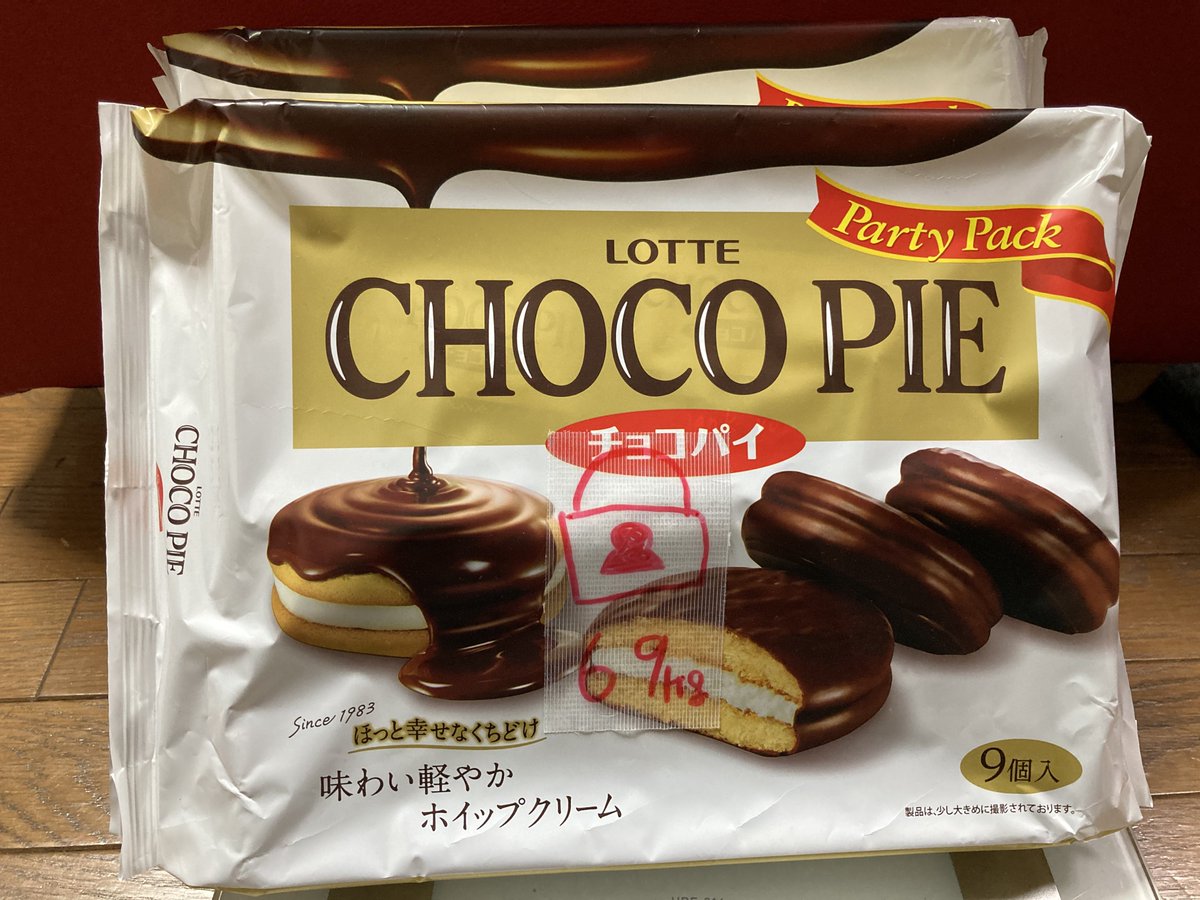 Party Pack
LOTTE
CHOCO PIE
チョコパイ
LOTTE
CHOCO PIE
69kg
Since 1983
ほっと幸せなくちどけ
味わい軽やか
ホイップクリーム
9個入
製品は、少し大きめに撮影されております。